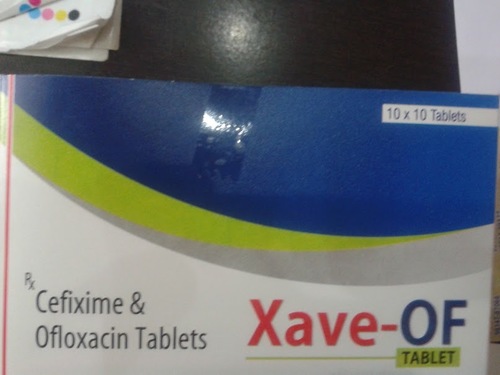 10 x 10 Tablets
Rx
Cefixime &
Ofloxacin Tablets
Xave-OF
TABLET